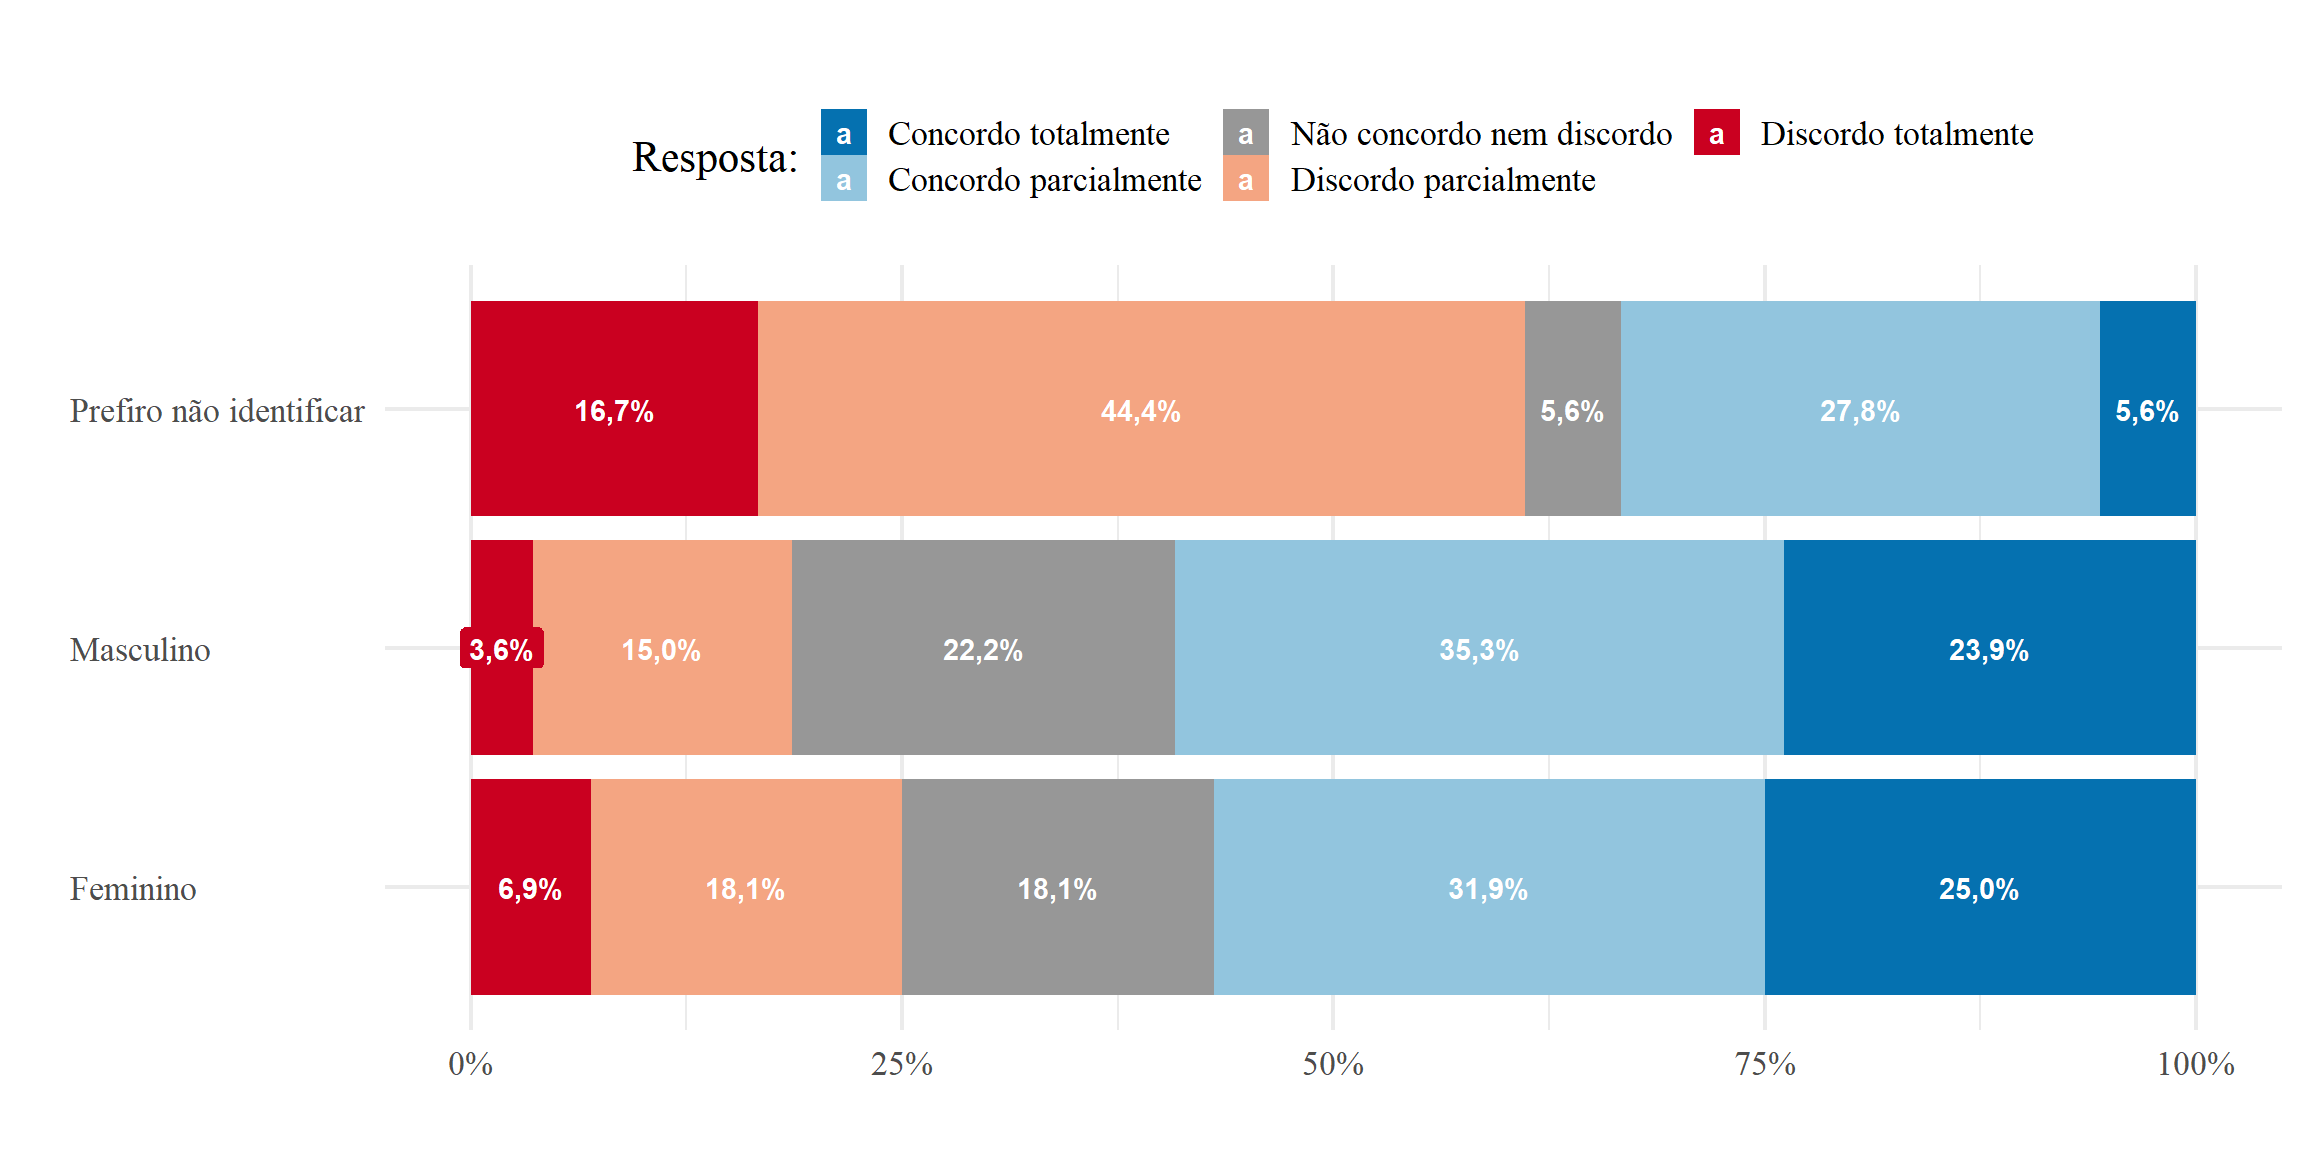 Resposta:
a Concordo totalmente a Não concordo nem discordo a Discordo totalmente
a Concordo parcialmente a Discordo parcialmente
Prefiro não identificar 16,7% 44,4% 5,6% 27,8% 5,6%
Masculino 3,6% 15,0% 22,2% 35,3% 23,9%
Feminino 6,9% 18,1% 18,1% 31,9% 25,0%
0% 25% 50% 75% 100%